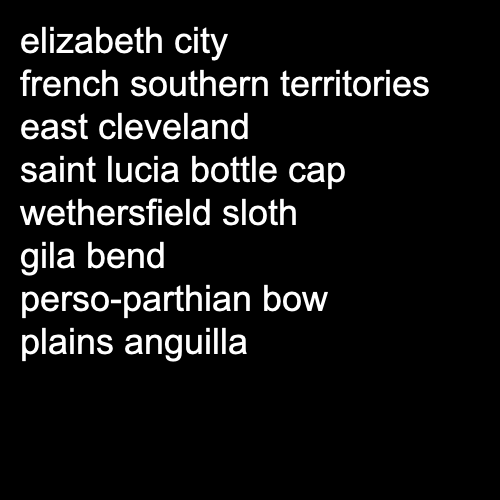 elizabeth city
french southern territories
east cleveland
saint lucia bottle cap
wethersfield sloth
gila bend
perso-parthian bow
plains anguilla